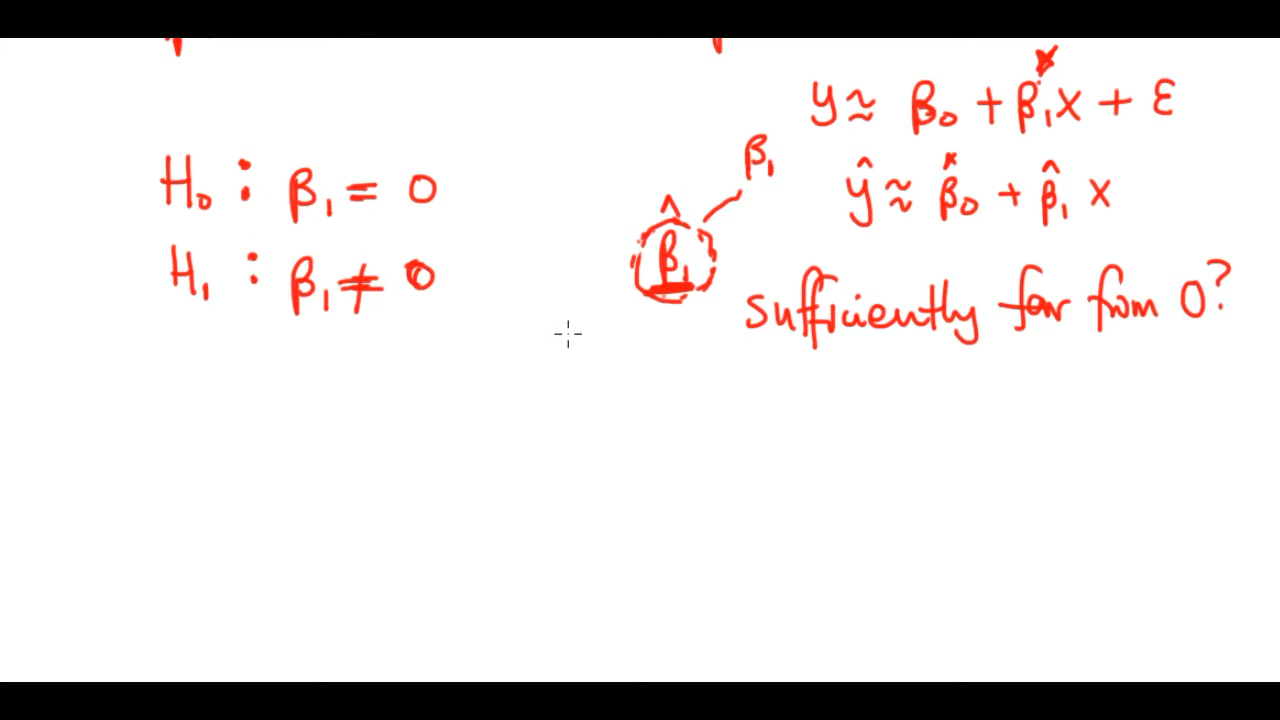 y ≈ β₀ + β₁x + ε
H₀ : β₁ = 0
β₁
ŷ ≈ β̂₀ + β̂₁ x
H₁ : β₁ ≠ 0
β̂₁ sufficiently far from 0?